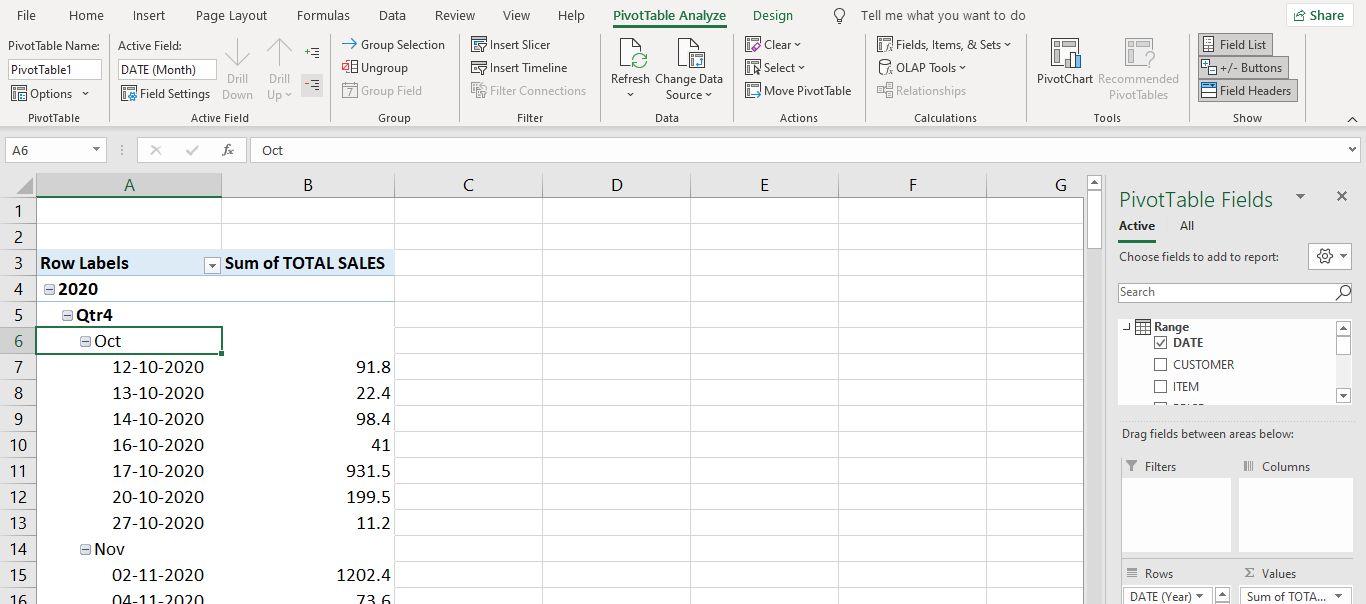 File Home Insert Page Layout Formulas Data Review View Help PivotTable Analyze Design Tell me what you want to do Share
PivotTable Name:
PivotTable1
Options
PivotTable
Active Field:
DATE (Month)
Field Settings
Drill
Down
Drill
Up
Active Field
Group Selection
Ungroup
Group Field
Group
Insert Slicer
Insert Timeline
Filter Connections
Filter
Refresh
Change Data
Source
Data
Clear
Select
Move PivotTable
Actions
Fields, Items, & Sets
OLAP Tools
Relationships
Calculations
PivotChart
Recommended
PivotTables
Tools
Field List
+/- Buttons
Field Headers
Show
A6 fx Oct
A B C D E F G
1
2
3 Row Labels Sum of TOTAL SALES
4 2020
5 Qtr4
6 Oct
7 12-10-2020 91.8
8 13-10-2020 22.4
9 14-10-2020 98.4
10 16-10-2020 41
11 17-10-2020 931.5
12 20-10-2020 199.5
13 27-10-2020 11.2
14 Nov
15 02-11-2020 1202.4
16 04-11-2020 73.6
PivotTable Fields
Active All
Choose fields to add to report:
Search
Range
DATE
CUSTOMER
ITEM
Drag fields between areas below:
Filters Columns
Rows Σ Values
DATE (Year) Sum of TOTA...